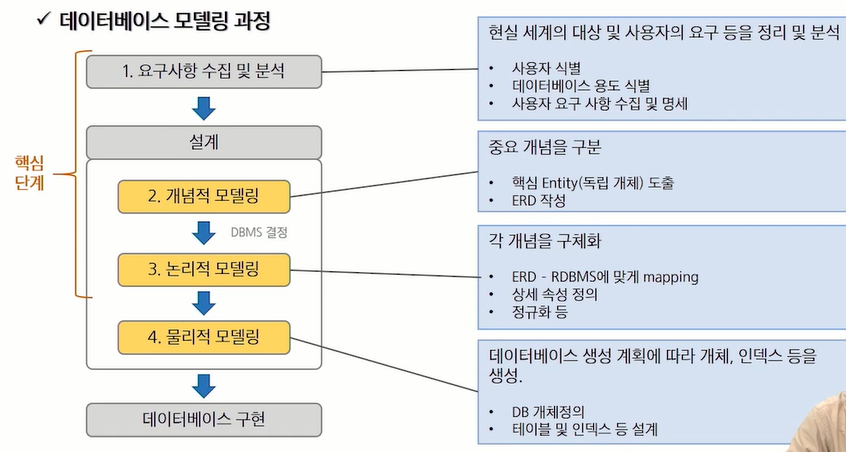 ✓ 데이터베이스 모델링 과정
핵심
단계
1. 요구사항 수집 및 분석
설계
2. 개념적 모델링
DBMS 결정
3. 논리적 모델링
4. 물리적 모델링
데이터베이스 구현
현실 세계의 대상 및 사용자의 요구 등을 정리 및 분석
• 사용자 식별
• 데이터베이스 용도 식별
• 사용자 요구 사항 수집 및 명세
중요 개념을 구분
• 핵심 Entity(독립 개체) 도출
• ERD 작성
각 개념을 구체화
• ERD - RDBMS에 맞게 mapping
• 상세 속성 정의
• 정규화 등
데이터베이스 생성 계획에 따라 개체, 인덱스 등을
생성.
• DB 개체정의
• 테이블 및 인덱스 등 설계